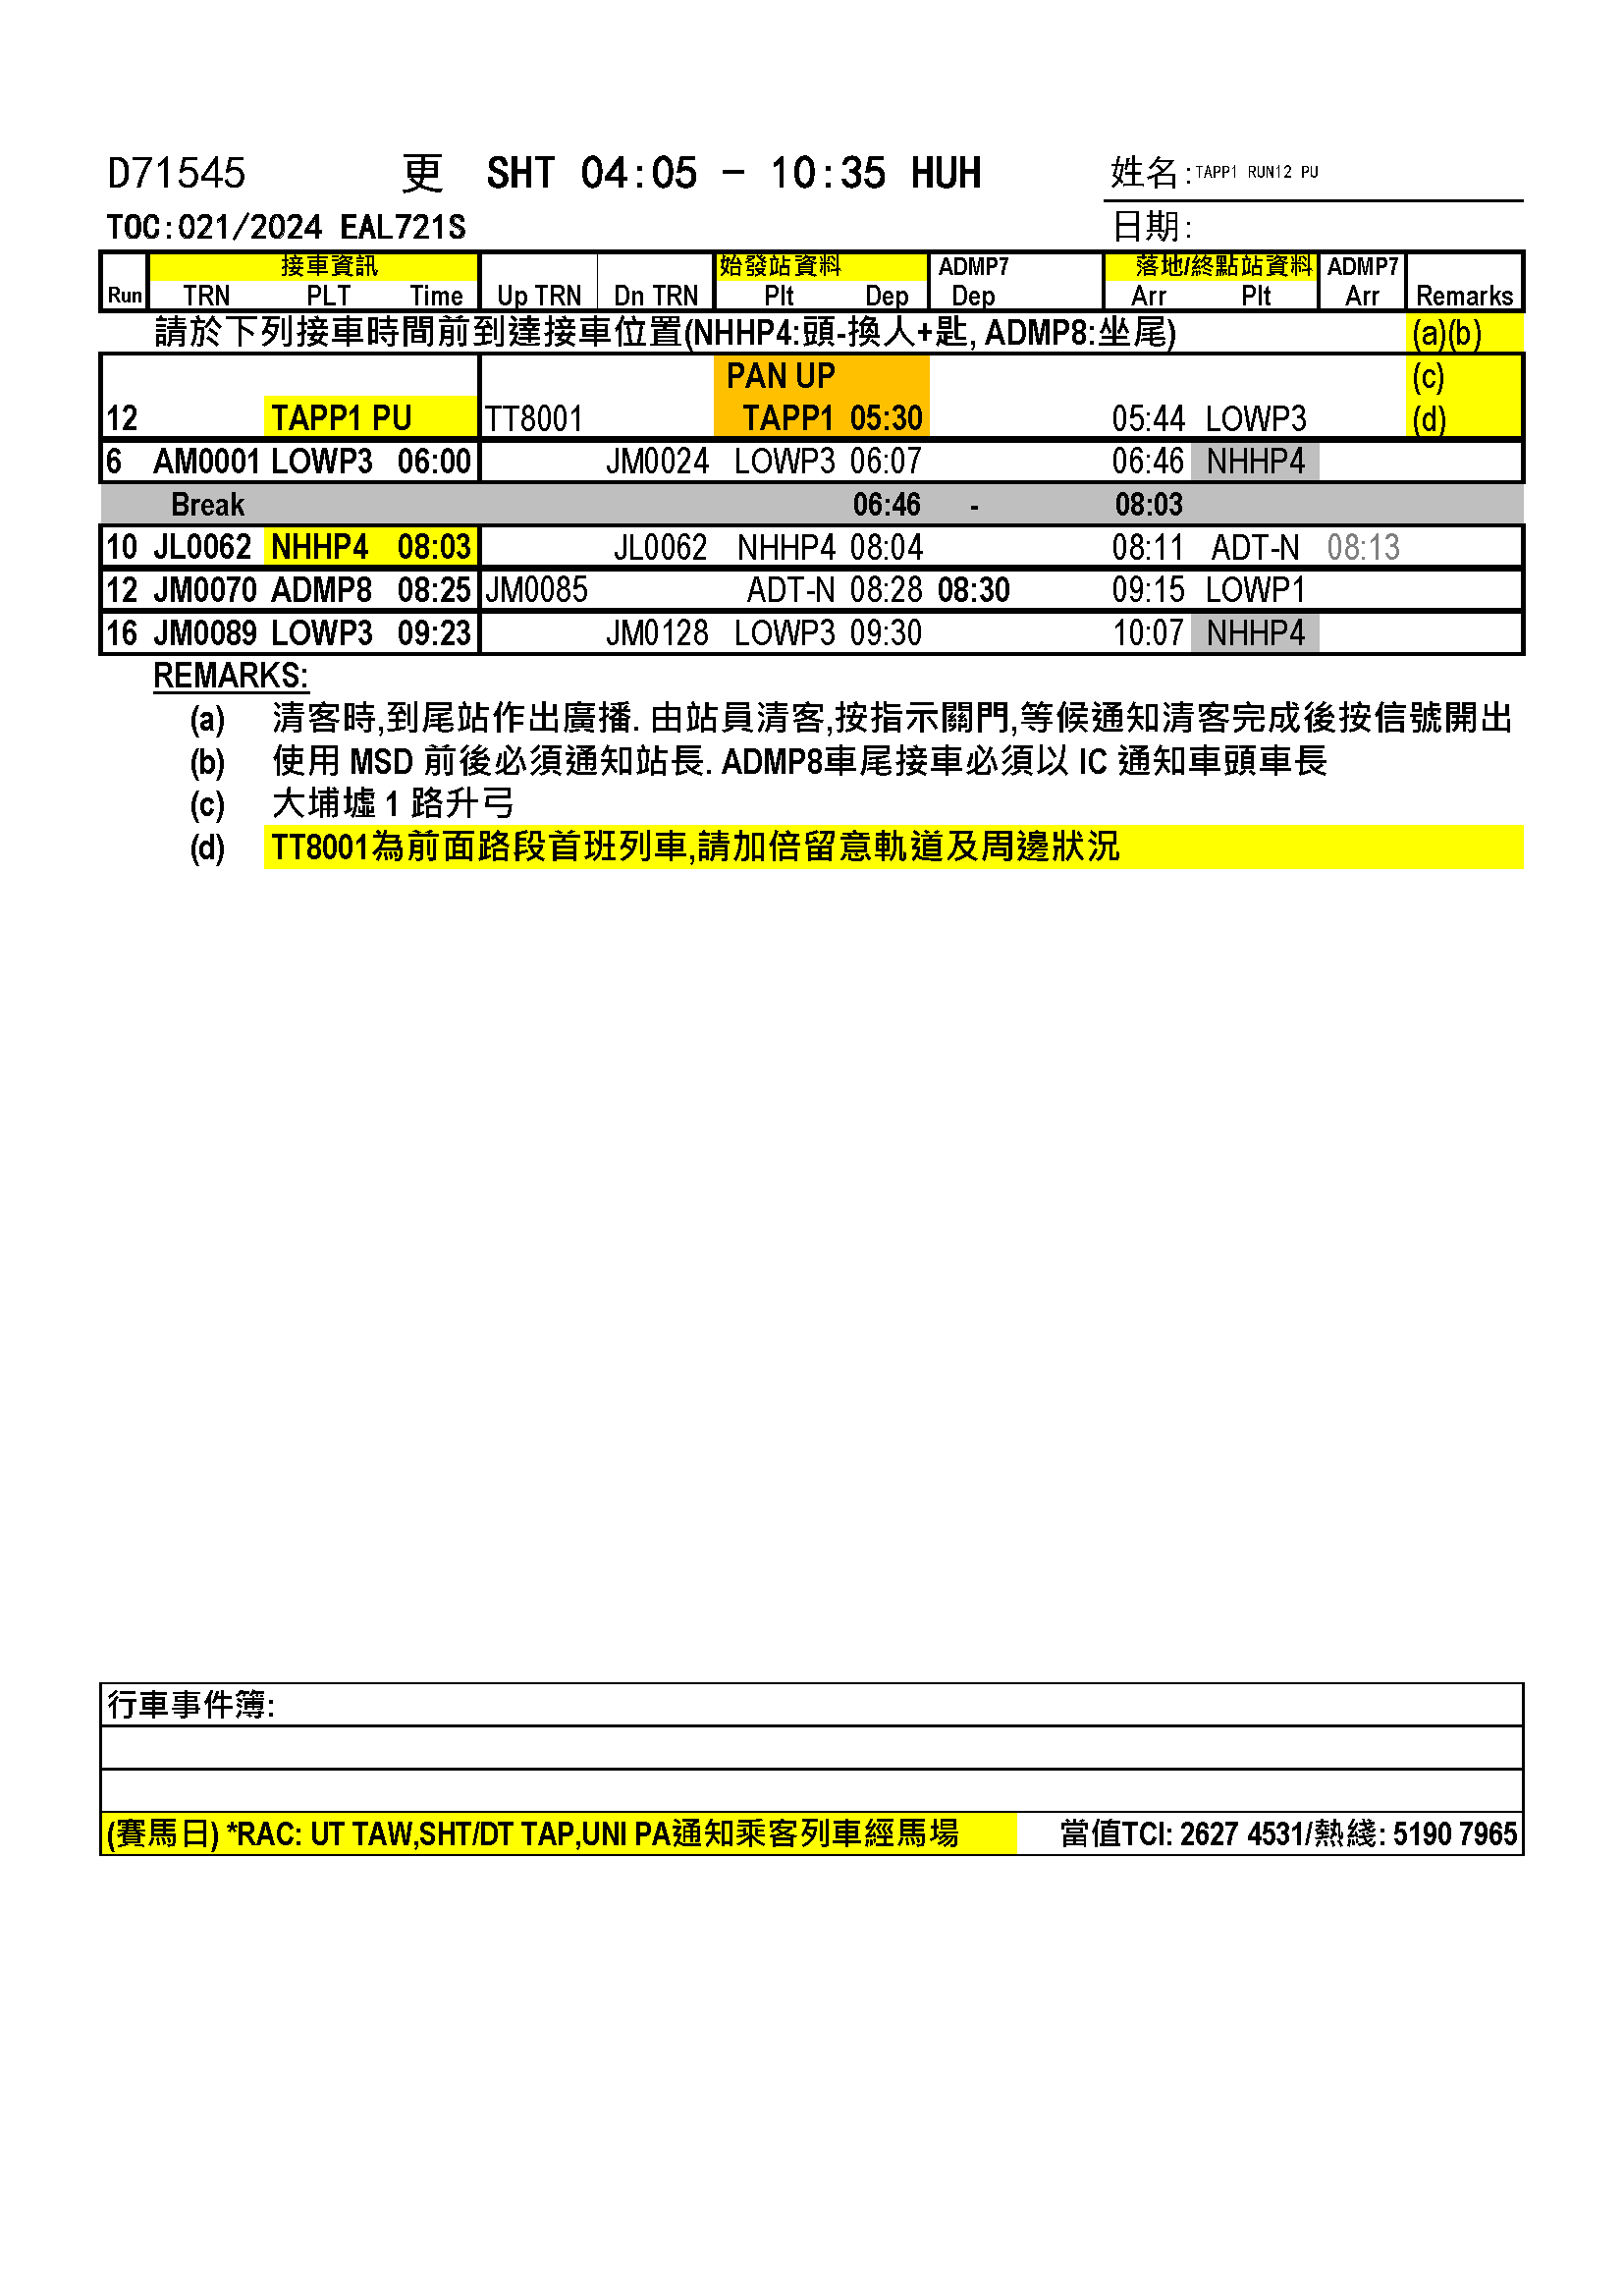 D71545 更 SHT 04:05 - 10:35 HUH 姓名:TAPP1 RUN12 PU
TOC:021/2024 EAL721S 日期:
接車資訊 始發站資料 ADMP7 落地/終點站資料 ADMP7
Run TRN PLT Time Up TRN Dn TRN Plt Dep Dep Arr Plt Arr Remarks
請於下列接車時間前到達接車位置(NHHP4:頭-換人+匙, ADMP8:坐尾) (a)(b)
PAN UP (c)
12 TAPP1 PU TT8001 TAPP1 05:30 05:44 LOWP3 (d)
6 AM0001 LOWP3 06:00 JM0024 LOWP3 06:07 06:46 NHHP4
Break 06:46 - 08:03
10 JL0062 NHHP4 08:03 JL0062 NHHP4 08:04 08:11 ADT-N 08:13
12 JM0070 ADMP8 08:25 JM0085 ADT-N 08:28 08:30 09:15 LOWP1
16 JM0089 LOWP3 09:23 JM0128 LOWP3 09:30 10:07 NHHP4
REMARKS:
(a) 清客時,到尾站作出廣播. 由站員清客,按指示關門,等候通知清客完成後按信號開出
(b) 使用 MSD 前後必須通知站長. ADMP8車尾接車必須以 IC 通知車頭車長
(c) 大埔墟 1 路升弓
(d) TT8001為前面路段首班列車,請加倍留意軌道及周邊狀況
行車事件簿:
(賽馬日) *RAC: UT TAW,SHT/DT TAP,UNI PA通知乘客列車經馬場 當值TCI: 2627 4531/熱綫: 5190 7965